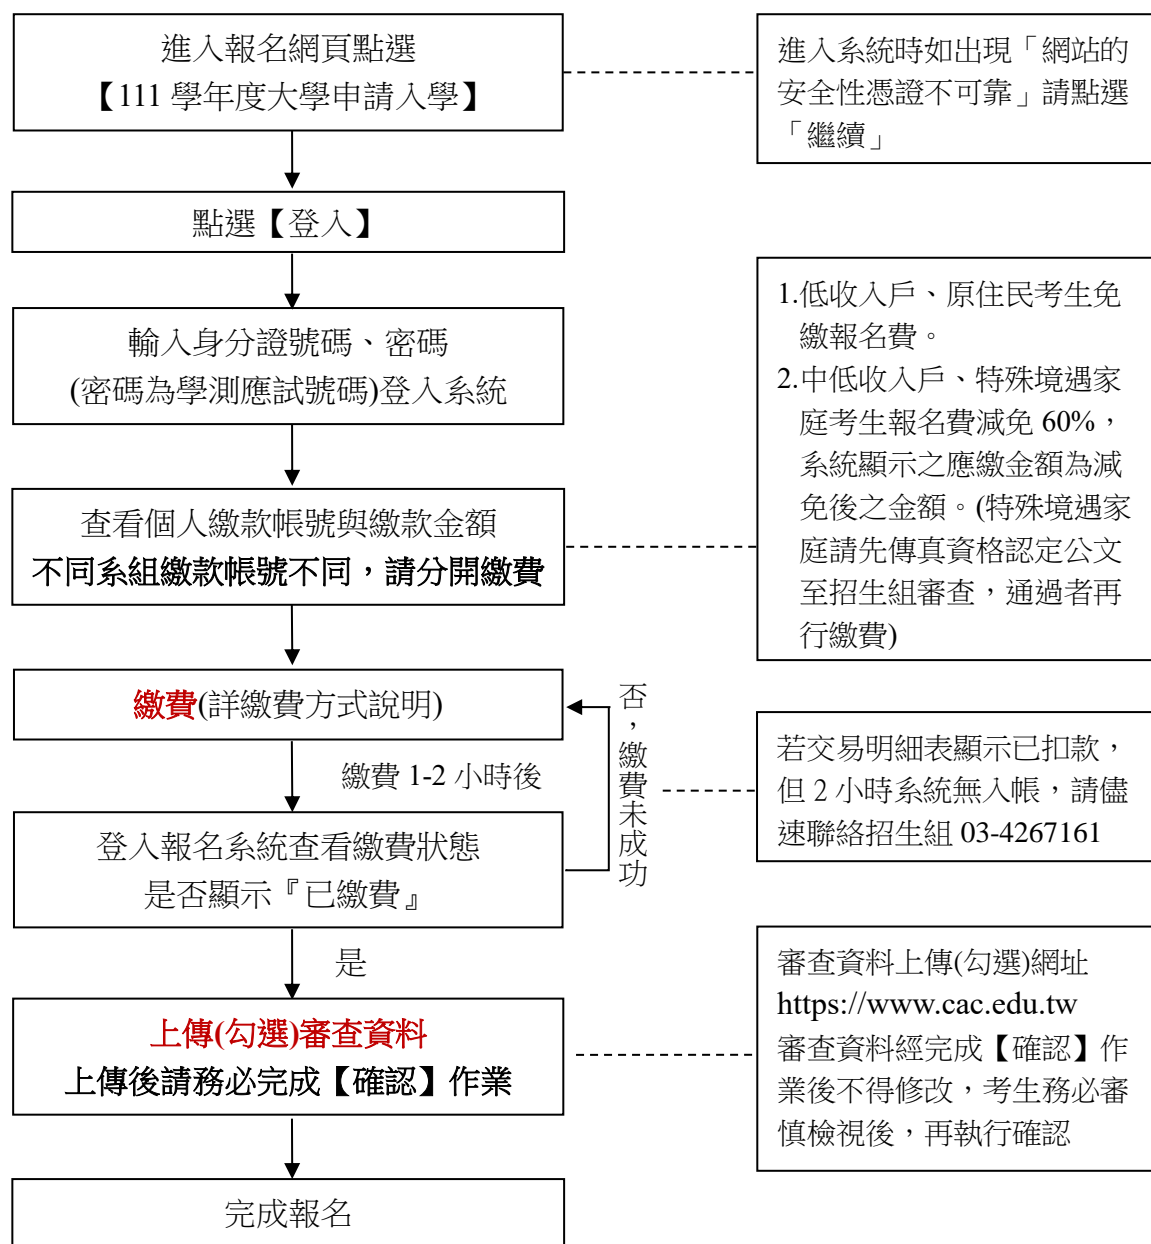 進入報名網頁點選
【111 學年度大學申請入學】
進入系統時如出現「網站的
安全性憑證不可靠」請點選
「繼續」
點選【登入】
輸入身分證號碼、密碼
(密碼為學測應試號碼)登入系統
1.低收入戶、原住民考生免
繳報名費。
2.中低收入戶、特殊境遇家
庭考生報名費減免 60%，
系統顯示之應繳金額為減
免後之金額。(特殊境遇家
庭請先傳真資格認定公文
至招生組審查，通過者再
行繳費)
查看個人繳款帳號與繳款金額
不同系組繳款帳號不同，請分開繳費
繳費(詳繳費方式說明)
否，繳費未成功
繳費 1-2 小時後
若交易明細表顯示已扣款，
但 2 小時系統無入帳，請儘
速聯絡招生組 03-4267161
登入報名系統查看繳費狀態
是否顯示『已繳費』
是
上傳(勾選)審查資料
上傳後請務必完成【確認】作業
審查資料上傳(勾選)網址
https://www.cac.edu.tw
審查資料經完成【確認】作
業後不得修改，考生務必審
慎檢視後，再執行確認
完成報名